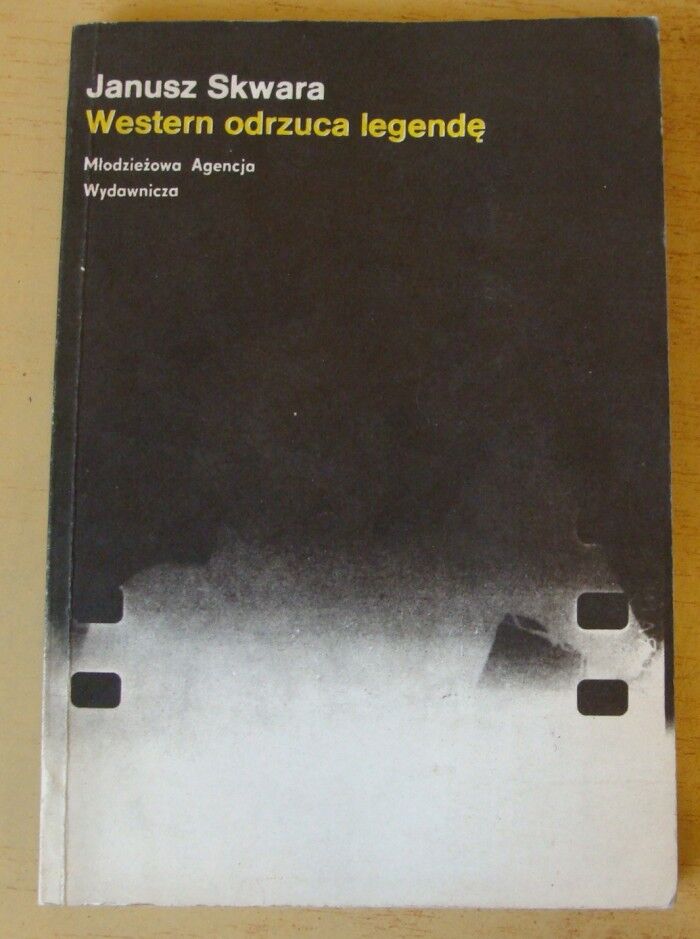 Janusz Skwara
Western odrzuca legendę
Młodzieżowa Agencja
Wydawnicza